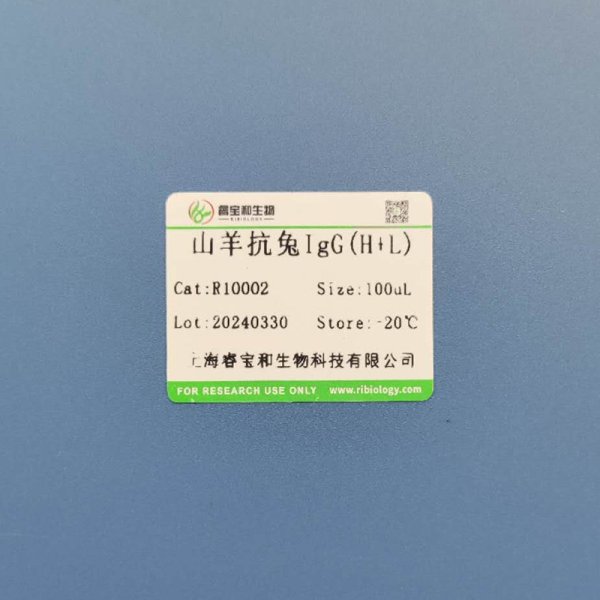 睿宝和生物
RIBIOLOGY
山羊抗兔IgG(H+L)
Cat:R10002 Size:100uL
Lot:20240330 Store:-20℃
上海睿宝和生物科技有限公司
FOR RESEARCH USE ONLY www.ribiology.com